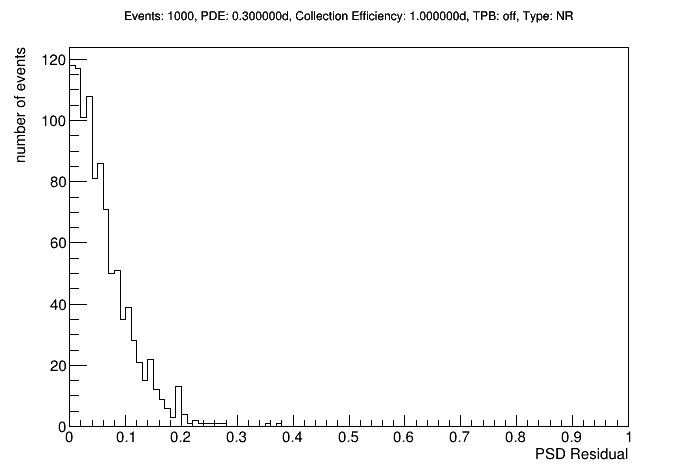 Events: 1000, PDE: 0.300000d, Collection Efficiency: 1.000000d, TPB: off, Type: NR
number of events
120
100
80
60
40
20
0
0 0.1 0.2 0.3 0.4 0.5 0.6 0.7 0.8 0.9 1
PSD Residual